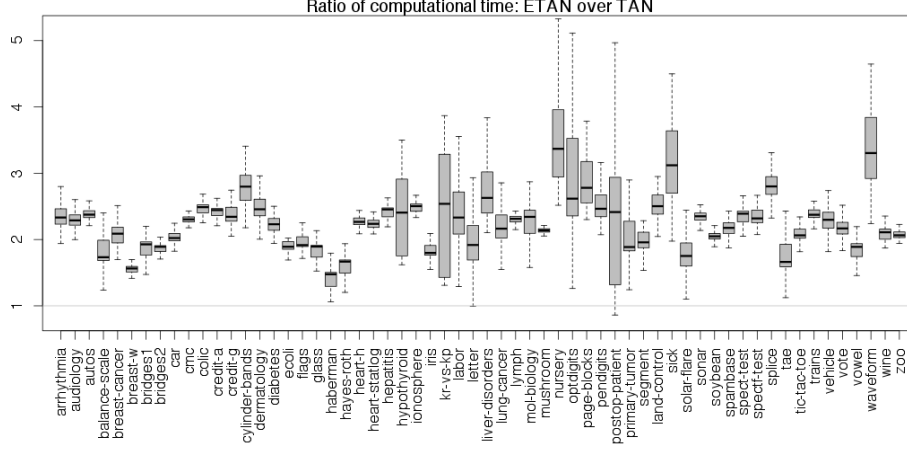 Ratio of computational time: ETAN over TAN
5
4
3
2
1
arrhythmia
audiology
autos
balance-scale
breast-cancer
breast-w
bridges1
bridges2
car
cmc
colic
credit-a
credit-g
cylinder-bands
dermatology
diabetes
ecoli
flags
glass
haberman
hayes-roth
heart-h
heart-statlog
hepatitis
hypothyroid
ionosphere
iris
kr-vs-kp
labor
letter
liver-disorders
lung-cancer
lymph
mol-biology
mushroom
nursery
optdigits
page-blocks
pendigits
postop-patient
primary-tumor
segment
land-control
sick
solar-flare
sonar
soybean
spambase
spect-test
spectf-test
splice
tae
tic-tac-toe
trains
vehicle
vote
vowel
waveform
wine
zoo